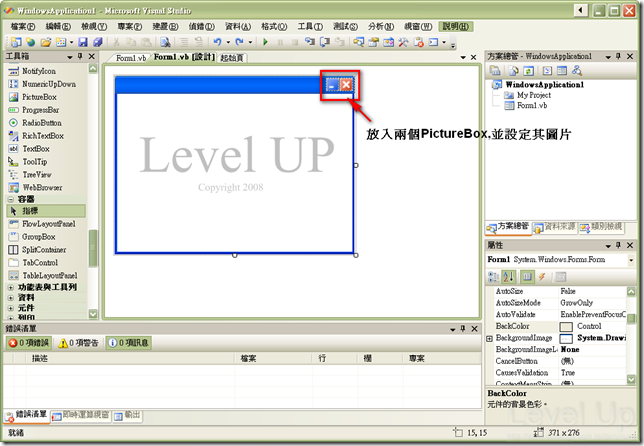 WindowsApplication1 - Microsoft Visual Studio
檔案(F) 編輯(E) 檢視(V) 專案(P) 建置(B) 偵錯(D) 資料(A) 格式(O) 工具(T) 測試(S) 分析(N) 視窗(W) 說明(H)
工具箱
NotifyIcon
NumericUpDown
PictureBox
ProgressBar
RadioButton
RichTextBox
TextBox
ToolTip
TreeView
WebBrowser
容器
指標
FlowLayoutPanel
GroupBox
SplitContainer
TabControl
TableLayoutPanel
功能表與工具列
資料
元件
列印
Form1.vb Form1.vb [設計] 起始頁
Level UP
Copyright 2008
放入兩個PictureBox,並設定其圖片
方案總管 - WindowsApplication1
WindowsApplication1
My Project
Form1.vb
方案總管 資料來源 類別檢視
屬性
Form1 System.Windows.Forms.Form
AutoSize False
AutoSizeMode GrowOnly
AutoValidate EnablePreventFocusC
BackColor Control
BackgroundImage System.Drawi
BackgroundImageL None
CancelButton (無)
CausesValidation True
ContextMenuStrip (無)
BackColor
元件的背景色彩。
錯誤清單
0 項錯誤 0 項警告 0 項訊息
描述 檔案 行 欄 專案
錯誤清單 即時運算視窗 輸出
就緒 15, 15 371 x 276
Level Up